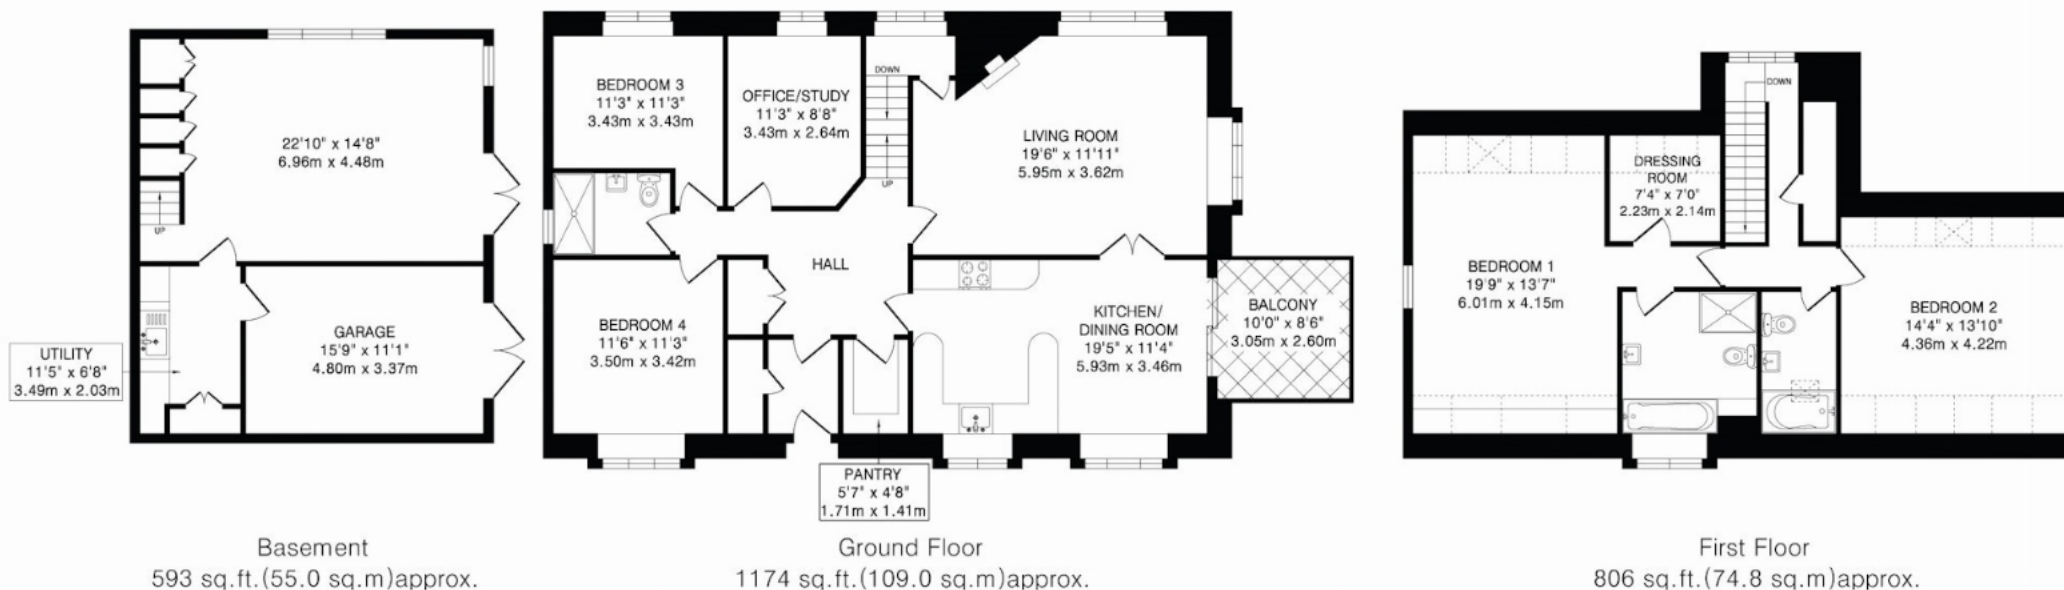 22'10" x 14'8"
6.96m x 4.48m
UP
GARAGE
15'9" x 11'1"
4.80m x 3.37m
UTILITY
11'5" x 6'8"
3.49m x 2.03m
Basement
593 sq.ft.(55.0 sq.m)approx.
BEDROOM 3
11'3" x 11'3"
3.43m x 3.43m
OFFICE/STUDY
11'3" x 8'8"
3.43m x 2.64m
DOWN
UP
LIVING ROOM
19'6" x 11'11"
5.95m x 3.62m
HALL
BEDROOM 4
11'6" x 11'3"
3.50m x 3.42m
KITCHEN/
DINING ROOM
19'5" x 11'4"
5.93m x 3.46m
BALCONY
10'0" x 8'6"
3.05m x 2.60m
PANTRY
5'7" x 4'8"
1.71m x 1.41m
Ground Floor
1174 sq.ft.(109.0 sq.m)approx.
DOWN
DRESSING
ROOM
7'4" x 7'0"
2.23m x 2.14m
BEDROOM 1
19'9" x 13'7"
6.01m x 4.15m
BEDROOM 2
14'4" x 13'10"
4.36m x 4.22m
First Floor
806 sq.ft.(74.8 sq.m)approx.